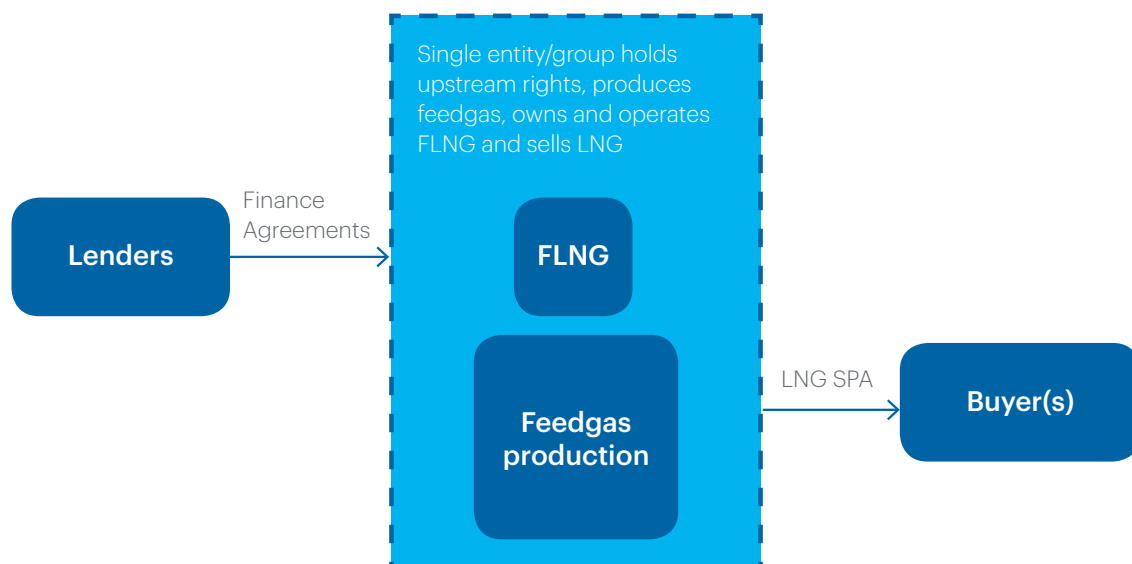 Single entity/group holds
upstream rights, produces
feedgas, owns and operates
FLNG and sells LNG
Finance
Agreements
Lenders
FLNG
Feedgas
production
LNG SPA
Buyer(s)